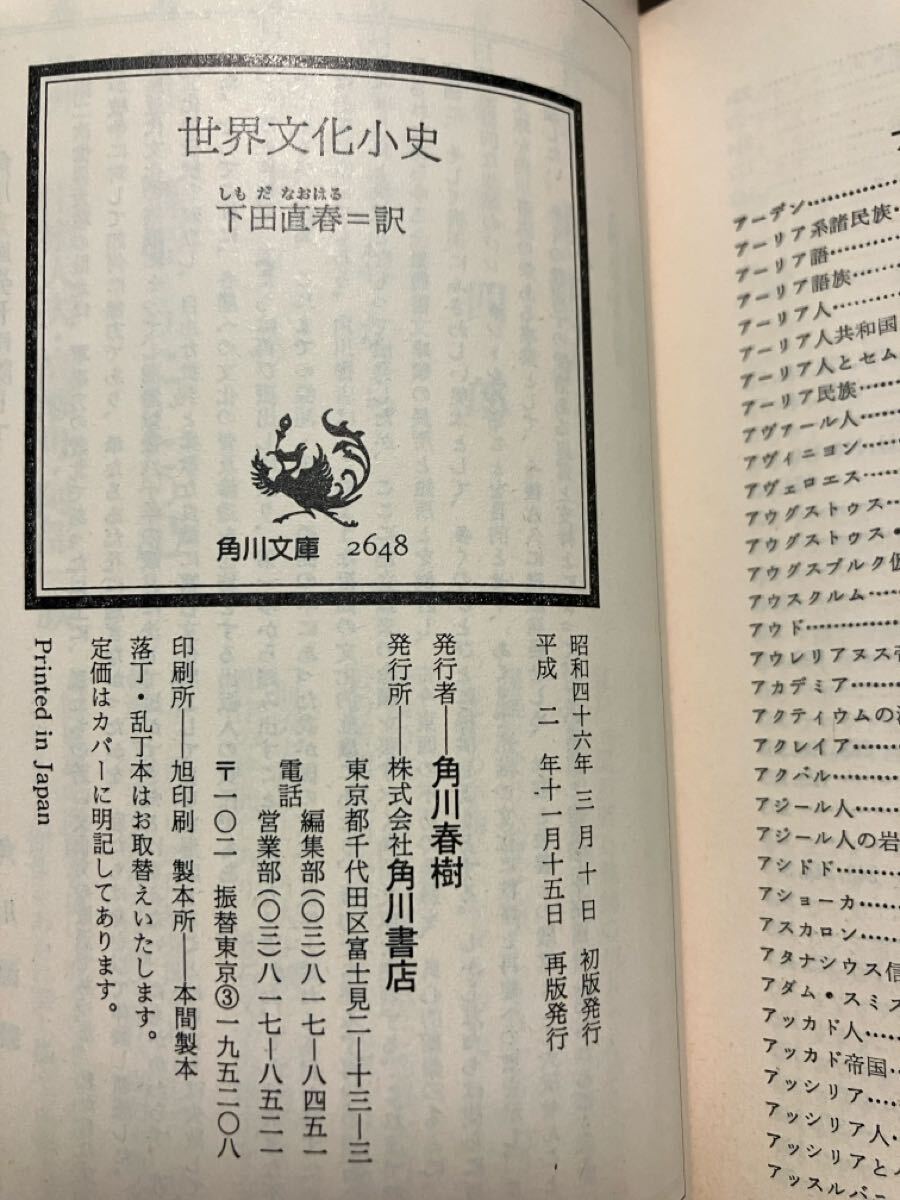 世界文化小史
しもだなおはる
下田直春＝訳
角川文庫 2648
昭和四十六年三月十日 初版発行
平成二年十一月十五日 再版発行
発行者―角川春樹
発行所―株式会社角川書店
東京都千代田区富士見二―十三―三
電話 編集部(〇三)八一七―八四五一
営業部(〇三)八一七―八五二一
〒一〇二 振替東京③一九五二〇八
印刷所―旭印刷 製本所―本間製本
落丁・乱丁本はお取替えいたします。
定価はカバーに明記してあります。
Printed in Japan
アーデン
アーリア系諸民族
アーリア語
アーリア語族
アーリア人
アーリア人共和国
アーリア人とセム
アーリア民族
アヴァール人
アヴィニヨン
アヴェロエス
アウグストゥス
アウグストゥス・
アウグスブルク仮
アウスクルム
アウド
アウレリアヌス
アカデミア
アクティウムの
アクレイア
アクバル
アジール人
アジール人の岩
アシドド
アショーカ
アスカロン
アタナシウス信
アダム・スミス
アッカド人
アッカド帝国
アッシリア
アッシリア人
アッシリアと
アッスルバー